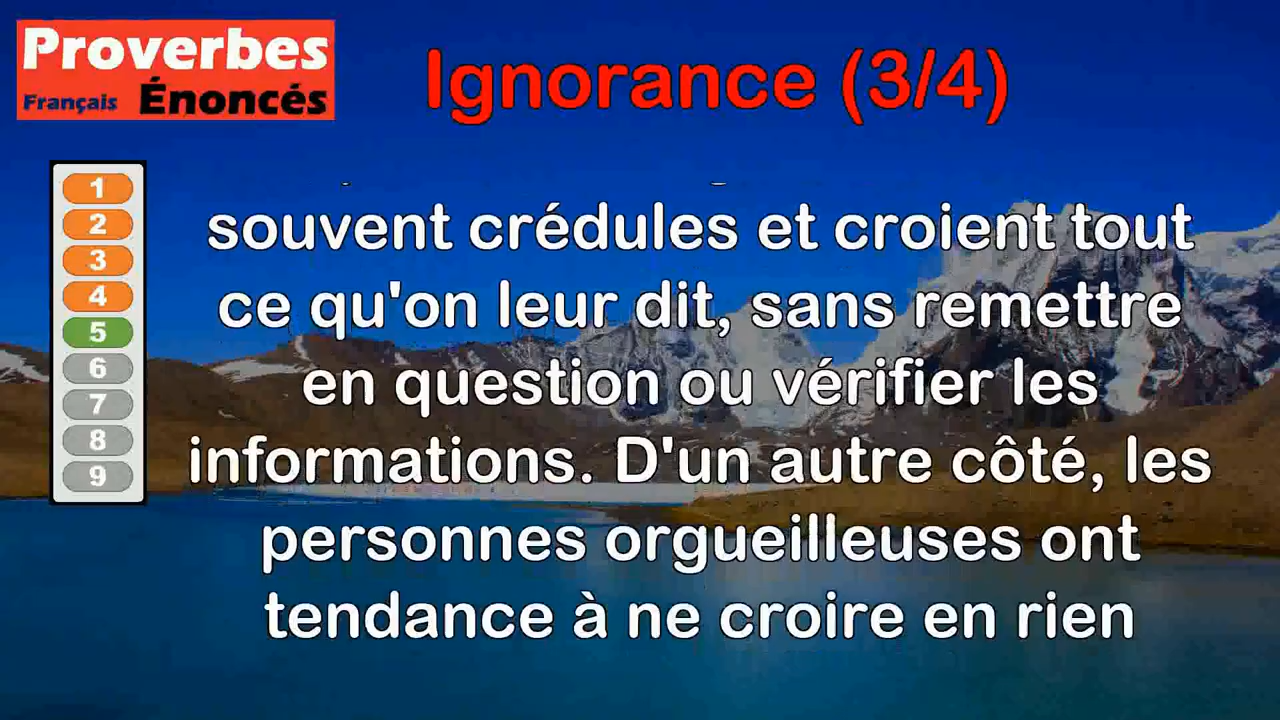 Proverbes
Français Énoncés
Ignorance (3/4)
1
2
3
4
5
6
7
8
9
souvent crédules et croient tout
ce qu'on leur dit, sans remettre
en question ou vérifier les
informations. D'un autre côté, les
personnes orgueilleuses ont
tendance à ne croire en rien